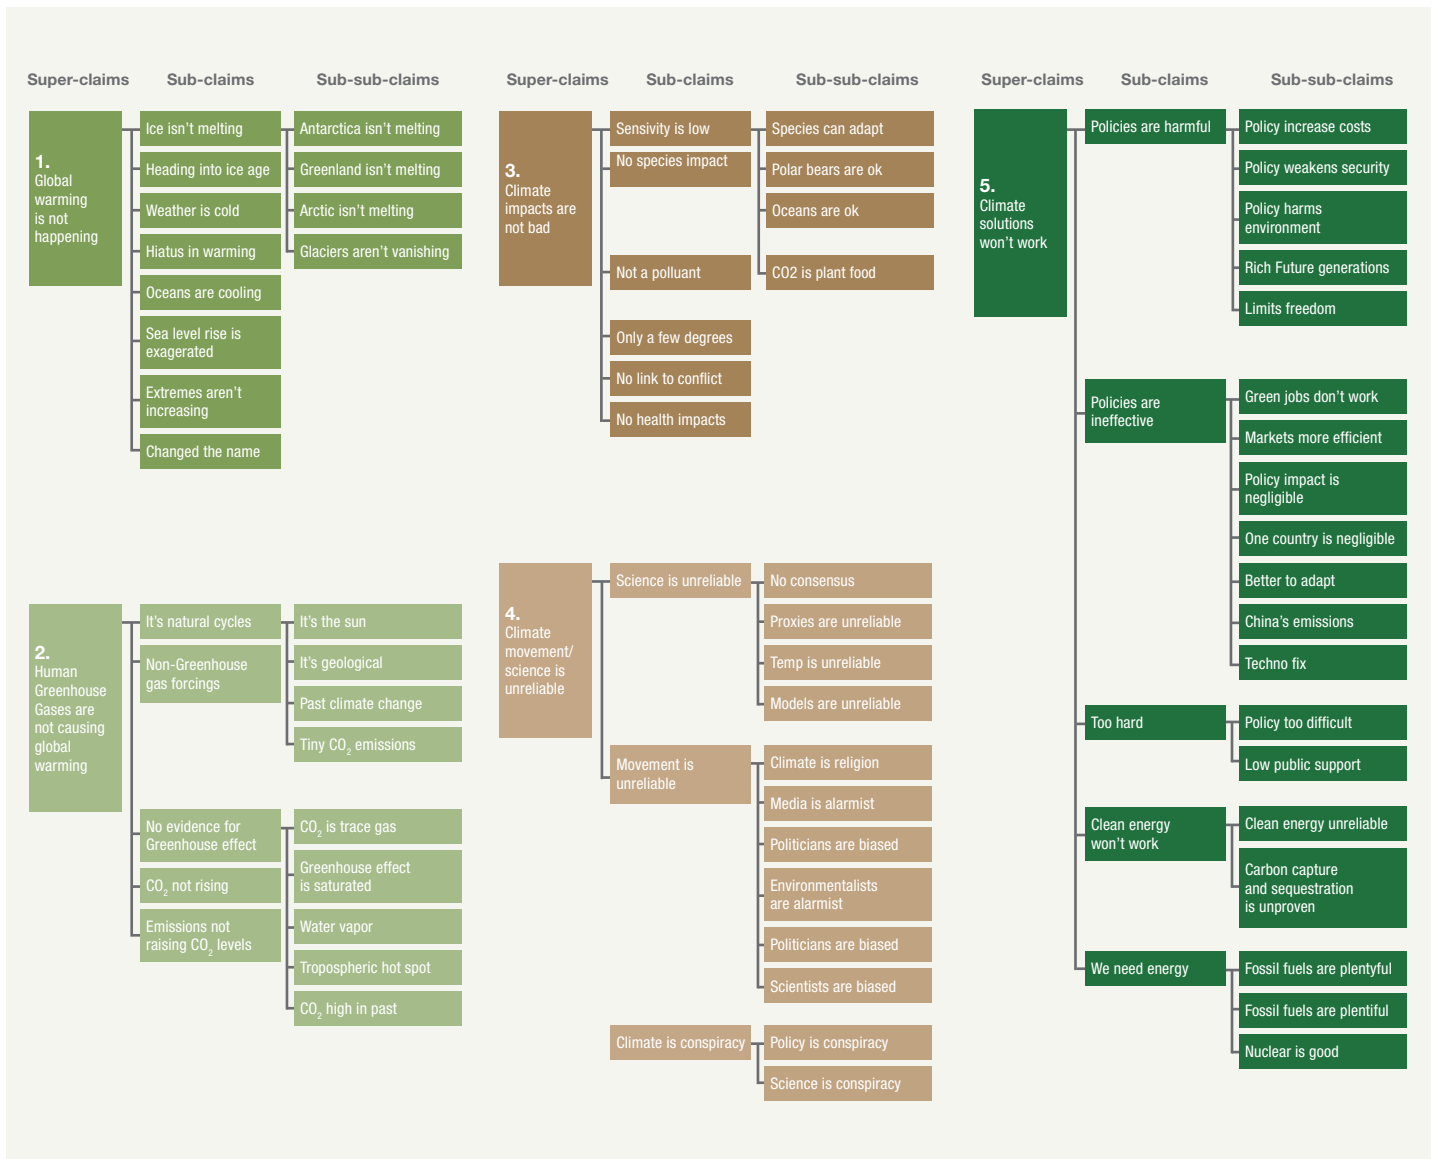 Super-claims
Sub-claims
Sub-sub-claims
1.
Global
warming
is not
happening
Ice isn't melting
Heading into ice age
Weather is cold
Hiatus in warming
Oceans are cooling
Sea level rise is
exagerated
Extremes aren't
increasing
Changed the name
Antarctica isn't melting
Greenland isn't melting
Arctic isn't melting
Glaciers aren't vanishing
2.
Human
Greenhouse
Gases are
not causing
global
warming
It's natural cycles
Non-Greenhouse
gas forcings
No evidence for
Greenhouse effect
CO2 not rising
Emissions not
raising CO2 levels
It's the sun
It's geological
Past climate change
Tiny CO2 emissions
CO2 is trace gas
Greenhouse effect
is saturated
Water vapor
Tropospheric hot spot
CO2 high in past
Super-claims
Sub-claims
Sub-sub-claims
3.
Climate
impacts are
not bad
Sensivity is low
No species impact
Not a polluant
Only a few degrees
No link to conflict
No health impacts
Species can adapt
Polar bears are ok
Oceans are ok
CO2 is plant food
4.
Climate
movement/
science is
unreliable
Science is unreliable
Movement is
unreliable
Climate is conspiracy
No consensus
Proxies are unreliable
Temp is unreliable
Models are unreliable
Climate is religion
Media is alarmist
Politicians are biased
Environmentalists
are alarmist
Politicians are biased
Scientists are biased
Policy is conspiracy
Science is conspiracy
Super-claims
Sub-claims
Sub-sub-claims
5.
Climate
solutions
won't work
Policies are harmful
Policy increase costs
Policy weakens security
Policy harms
environment
Rich Future generations
Limits freedom
Policies are
ineffective
Green jobs don't work
Markets more efficient
Policy impact is
negligible
One country is negligible
Better to adapt
China's emissions
Techno fix
Too hard
Policy too difficult
Low public support
Clean energy
won't work
Clean energy unreliable
Carbon capture
and sequestration
is unproven
We need energy
Fossil fuels are plentyful
Fossil fuels are plentiful
Nuclear is good